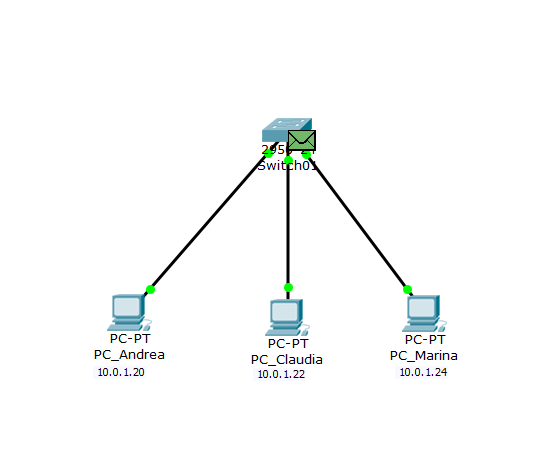 Switch01
PC-PT
PC_Andrea
10.0.1.20
PC-PT
PC_Claudia
10.0.1.22
PC-PT
PC_Marina
10.0.1.24